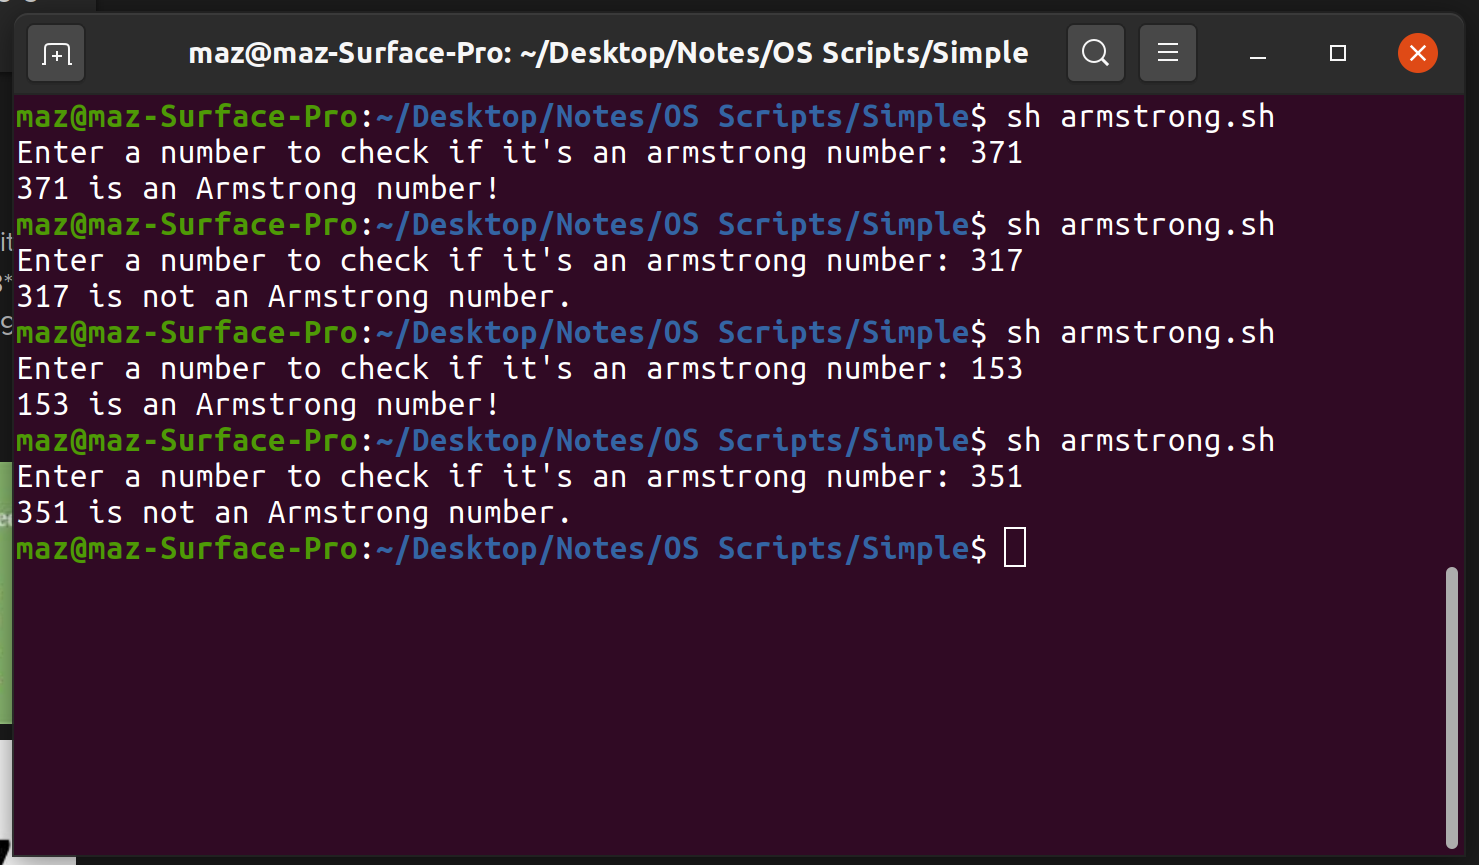 maz@maz-Surface-Pro: ~/Desktop/Notes/OS Scripts/Simple
maz@maz-Surface-Pro:~/Desktop/Notes/OS Scripts/Simple$ sh armstrong.sh
Enter a number to check if it's an armstrong number: 371
371 is an Armstrong number!
maz@maz-Surface-Pro:~/Desktop/Notes/OS Scripts/Simple$ sh armstrong.sh
Enter a number to check if it's an armstrong number: 317
317 is not an Armstrong number.
maz@maz-Surface-Pro:~/Desktop/Notes/OS Scripts/Simple$ sh armstrong.sh
Enter a number to check if it's an armstrong number: 153
153 is an Armstrong number!
maz@maz-Surface-Pro:~/Desktop/Notes/OS Scripts/Simple$ sh armstrong.sh
Enter a number to check if it's an armstrong number: 351
351 is not an Armstrong number.
maz@maz-Surface-Pro:~/Desktop/Notes/OS Scripts/Simple$